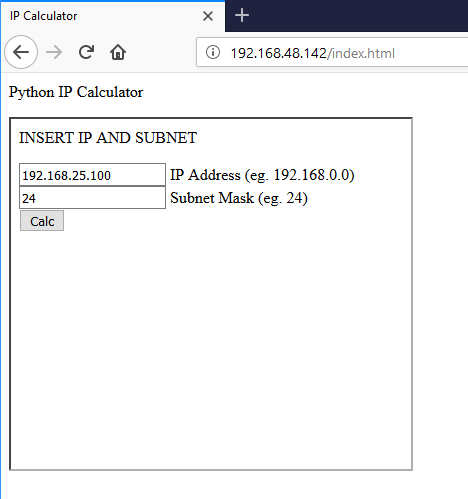 IP Calculator
192.168.48.142/index.html
Python IP Calculator
INSERT IP AND SUBNET
192.168.25.100 IP Address (eg. 192.168.0.0)
24 Subnet Mask (eg. 24)
Calc